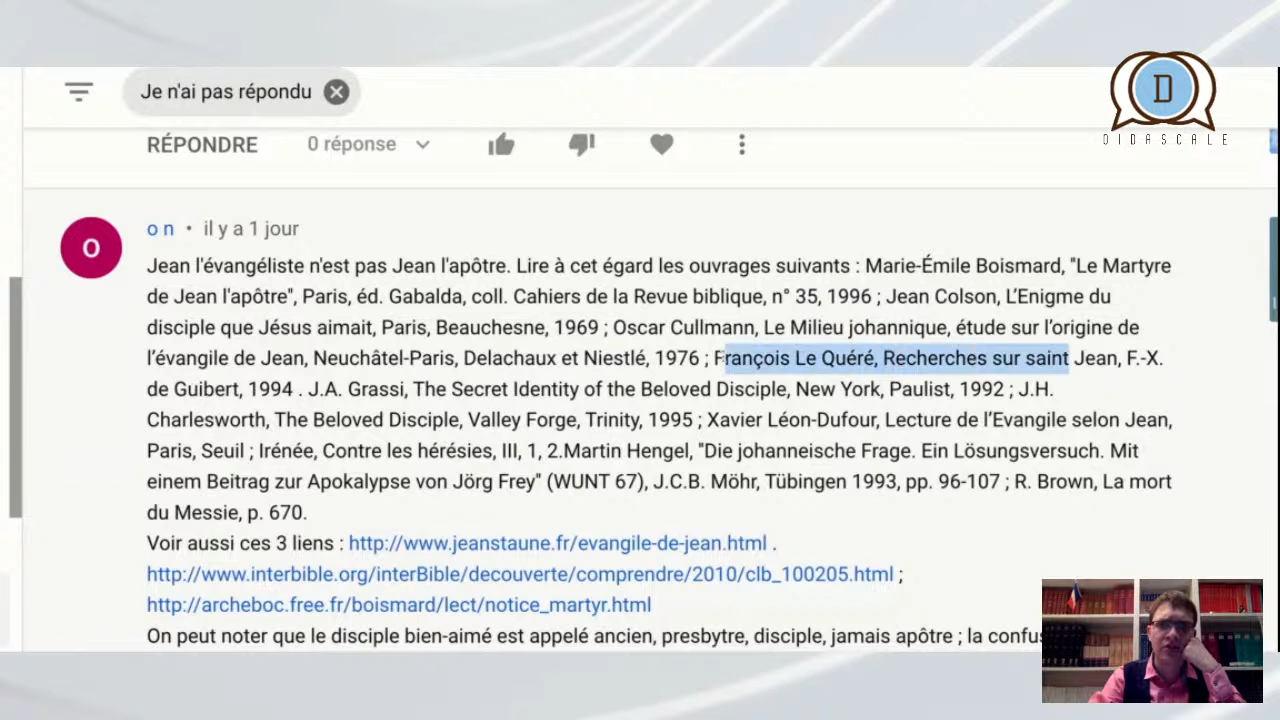 D
DIDASCALE
Je n'ai pas répondu
RÉPONDRE 0 réponse
O
o n • il y a 1 jour
Jean l'évangéliste n'est pas Jean l'apôtre. Lire à cet égard les ouvrages suivants : Marie-Émile Boismard, "Le Martyre
de Jean l'apôtre", Paris, éd. Gabalda, coll. Cahiers de la Revue biblique, n° 35, 1996 ; Jean Colson, L’Enigme du
disciple que Jésus aimait, Paris, Beauchesne, 1969 ; Oscar Cullmann, Le Milieu johannique, étude sur l’origine de
l’évangile de Jean, Neuchâtel-Paris, Delachaux et Niestlé, 1976 ; François Le Quéré, Recherches sur saint Jean, F.-X.
de Guibert, 1994 . J.A. Grassi, The Secret Identity of the Beloved Disciple, New York, Paulist, 1992 ; J.H.
Charlesworth, The Beloved Disciple, Valley Forge, Trinity, 1995 ; Xavier Léon-Dufour, Lecture de l’Evangile selon Jean,
Paris, Seuil ; Irénée, Contre les hérésies, III, 1, 2.Martin Hengel, "Die johanneische Frage. Ein Lösungsversuch. Mit
einem Beitrag zur Apokalypse von Jörg Frey" (WUNT 67), J.C.B. Möhr, Tübingen 1993, pp. 96-107 ; R. Brown, La mort
du Messie, p. 670.
Voir aussi ces 3 liens : http://www.jeanstaune.fr/evangile-de-jean.html .
http://www.interbible.org/interBible/decouverte/comprendre/2010/clb_100205.html ;
http://archeboc.free.fr/boismard/lect/notice_martyr.html
On peut noter que le disciple bien-aimé est appelé ancien, presbytre, disciple, jamais apôtre ; la confus